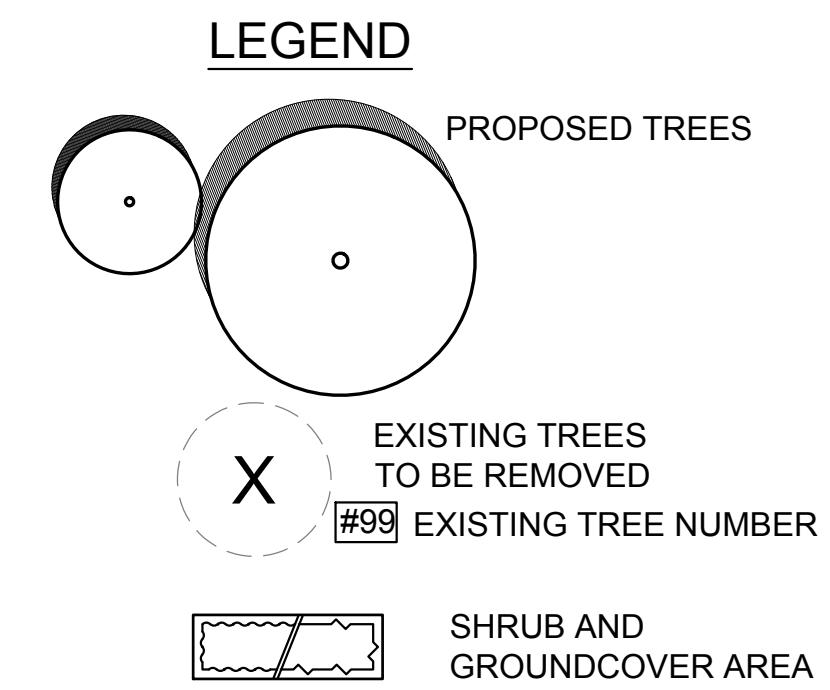 LEGEND
PROPOSED TREES
EXISTING TREES
TO BE REMOVED
X
#99 EXISTING TREE NUMBER
SHRUB AND
GROUNDCOVER AREA